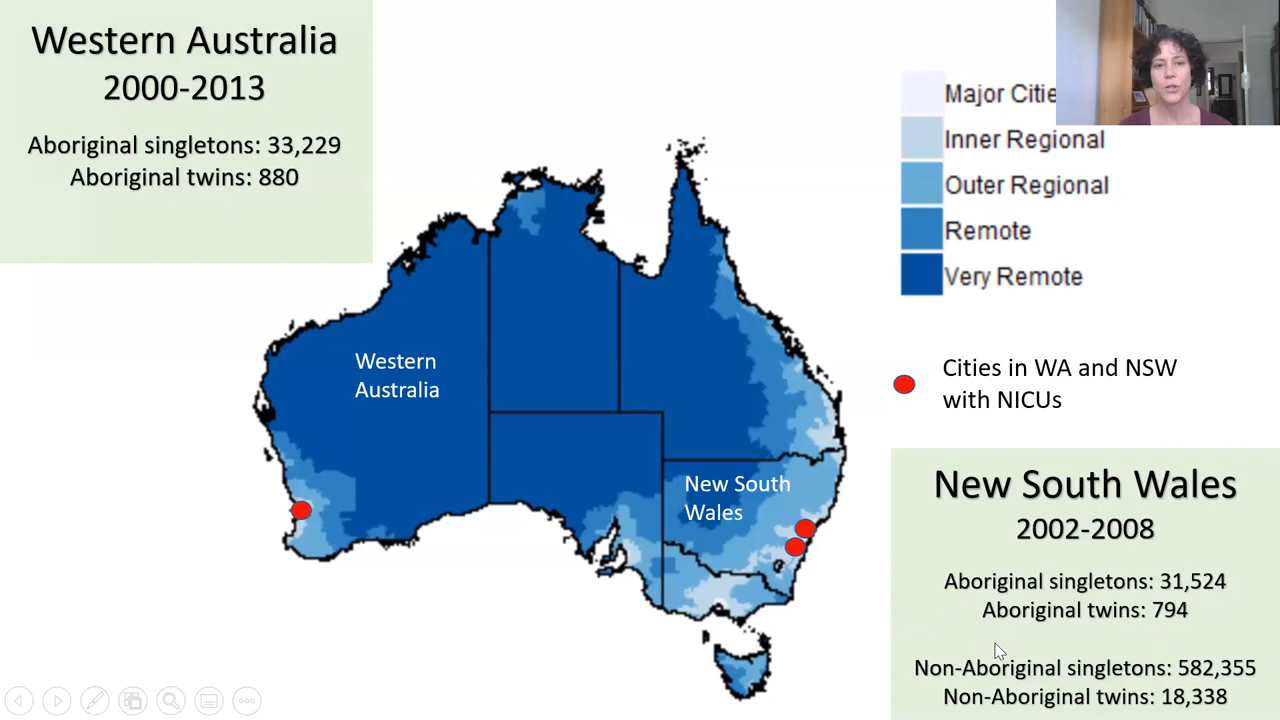 Western Australia
2000-2013
Aboriginal singletons: 33,229
Aboriginal twins: 880
Major Citie
Inner Regional
Outer Regional
Remote
Very Remote
Western
Australia
Cities in WA and NSW
with NICUs
New South
Wales
New South Wales
2002-2008
Aboriginal singletons: 31,524
Aboriginal twins: 794
Non-Aboriginal singletons: 582,355
Non-Aboriginal twins: 18,338